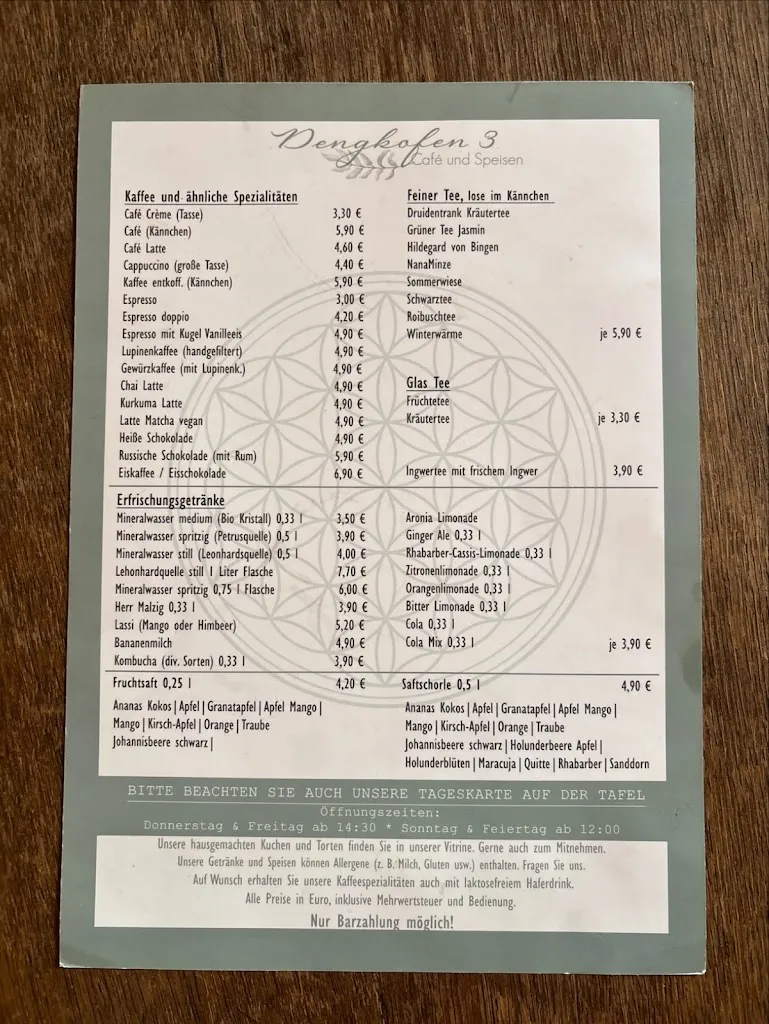 Dengkofen 3
Café und Speisen
Kaffee und ähnliche Spezialitäten
Café Crème (Tasse) 3,30 €
Café (Kännchen) 5,90 €
Café Latte 4,60 €
Cappuccino (große Tasse) 4,40 €
Kaffee entkoff. (Kännchen) 5,90 €
Espresso 3,00 €
Espresso doppio 4,20 €
Espresso mit Kugel Vanilleeis 4,90 €
Lupinenkaffee (handgefiltert) 4,90 €
Gewürzkaffee (mit Lupinenk.) 4,90 €
Chai Latte 4,90 €
Kurkuma Latte 4,90 €
Latte Matcha vegan 4,90 €
Heiße Schokolade 4,90 €
Russische Schokolade (mit Rum) 5,90 €
Eiskaffee / Eisschokolade 6,90 €
Feiner Tee, lose im Kännchen
Druidentrank Kräutertee
Grüner Tee Jasmin
Hildegard von Bingen
NanaMinze
Sommerwiese
Schwarztee
Roibuschtee
Winterwärme je 5,90 €
Glas Tee
Früchtetee
Kräutertee je 3,30 €
Ingwertee mit frischem Ingwer 3,90 €
Erfrischungsgetränke
Mineralwasser medium (Bio Kristall) 0,33 l 3,50 €
Mineralwasser spritzig (Petrusquelle) 0,5 l 3,90 €
Mineralwasser still (Leonhardsquelle) 0,5 l 4,00 €
Lehonhardquelle still 1 Liter Flasche 7,70 €
Mineralwasser spritzig 0,75 l Flasche 6,00 €
Herr Malzig 0,33 l 3,90 €
Lassi (Mango oder Himbeer) 5,20 €
Bananenmilch 4,90 €
Kombucha (div. Sorten) 0,33 l 3,90 €
Aronia Limonade
Ginger Ale 0,33 l
Rhabarber-Cassis-Limonade 0,33 l
Zitronenlimonade 0,33 l
Orangenlimonade 0,33 l
Bitter Limonade 0,33 l
Cola 0,33 l
Cola Mix 0,33 l je 3,90 €
Fruchtsaft 0,25 l 4,20 €
Ananas Kokos | Apfel | Granatapfel | Apfel Mango |
Mango | Kirsch-Apfel | Orange | Traube
Johannisbeere schwarz |
Saftschorle 0,5 l 4,90 €
Ananas Kokos | Apfel | Granatapfel | Apfel Mango |
Mango | Kirsch-Apfel | Orange | Traube
Johannisbeere schwarz | Holunderbeere Apfel |
Holunderblüten | Maracuja | Quitte | Rhabarber | Sanddorn
BITTE BEACHTEN SIE AUCH UNSERE TAGESKARTE AUF DER TAFEL
Öffnungszeiten:
Donnerstag & Freitag ab 14:30 * Sonntag & Feiertag ab 12:00
Unsere hausgemachten Kuchen und Torten finden Sie in unserer Vitrine. Gerne auch zum Mitnehmen.
Unsere Getränke und Speisen können Allergene (z. B. Milch, Gluten usw.) enthalten. Fragen Sie uns.
Auf Wunsch erhalten Sie unsere Kaffeespezialitäten auch mit laktosefreiem Haferdrink.
Alle Preise in Euro, inklusive Mehrwertsteuer und Bedienung.
Nur Barzahlung möglich!